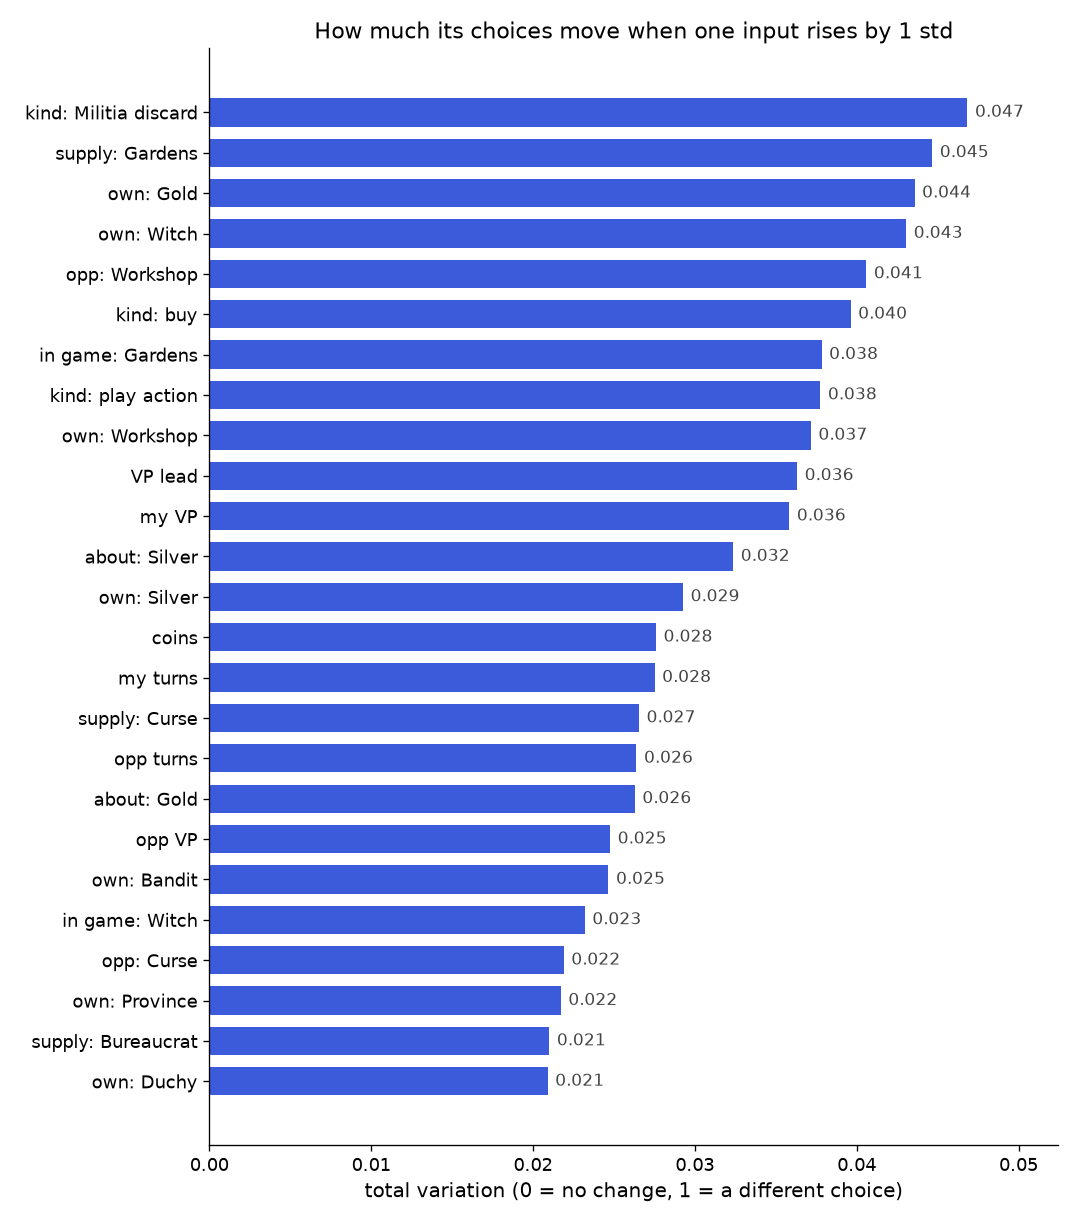 How much its choices move when one input rises by 1 std
kind: Militia discard 0.047
supply: Gardens 0.045
own: Gold 0.044
own: Witch 0.043
opp: Workshop 0.041
kind: buy 0.040
in game: Gardens 0.038
kind: play action 0.038
own: Workshop 0.037
VP lead 0.036
my VP 0.036
about: Silver 0.032
own: Silver 0.029
coins 0.028
my turns 0.028
supply: Curse 0.027
opp turns 0.026
about: Gold 0.026
opp VP 0.025
own: Bandit 0.025
in game: Witch 0.023
opp: Curse 0.022
own: Province 0.022
supply: Bureaucrat 0.021
own: Duchy 0.021
0.00 0.01 0.02 0.03 0.04 0.05
total variation (0 = no change, 1 = a different choice)